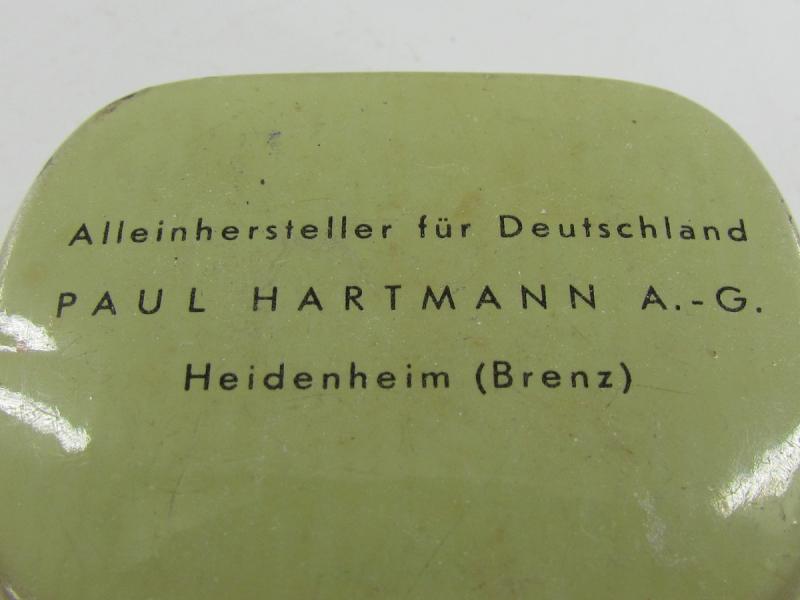 Alleinhersteller für Deutschland
PAUL HARTMANN A.-G.
Heidenheim (Brenz)